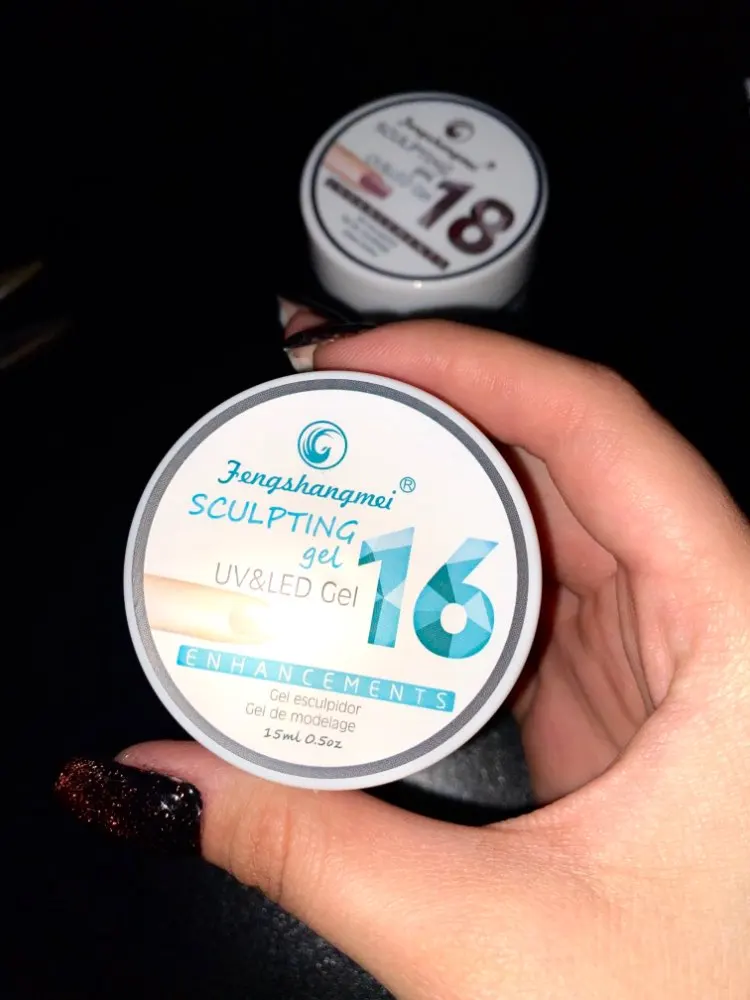 Fengshangmei ®
SCULPTING
gel
18
Fengshangmei ®
SCULPTING
gel
UV&LED Gel
16
ENHANCEMENTS
Gel esculpidor
Gel de modelage
15ml 0.5oz